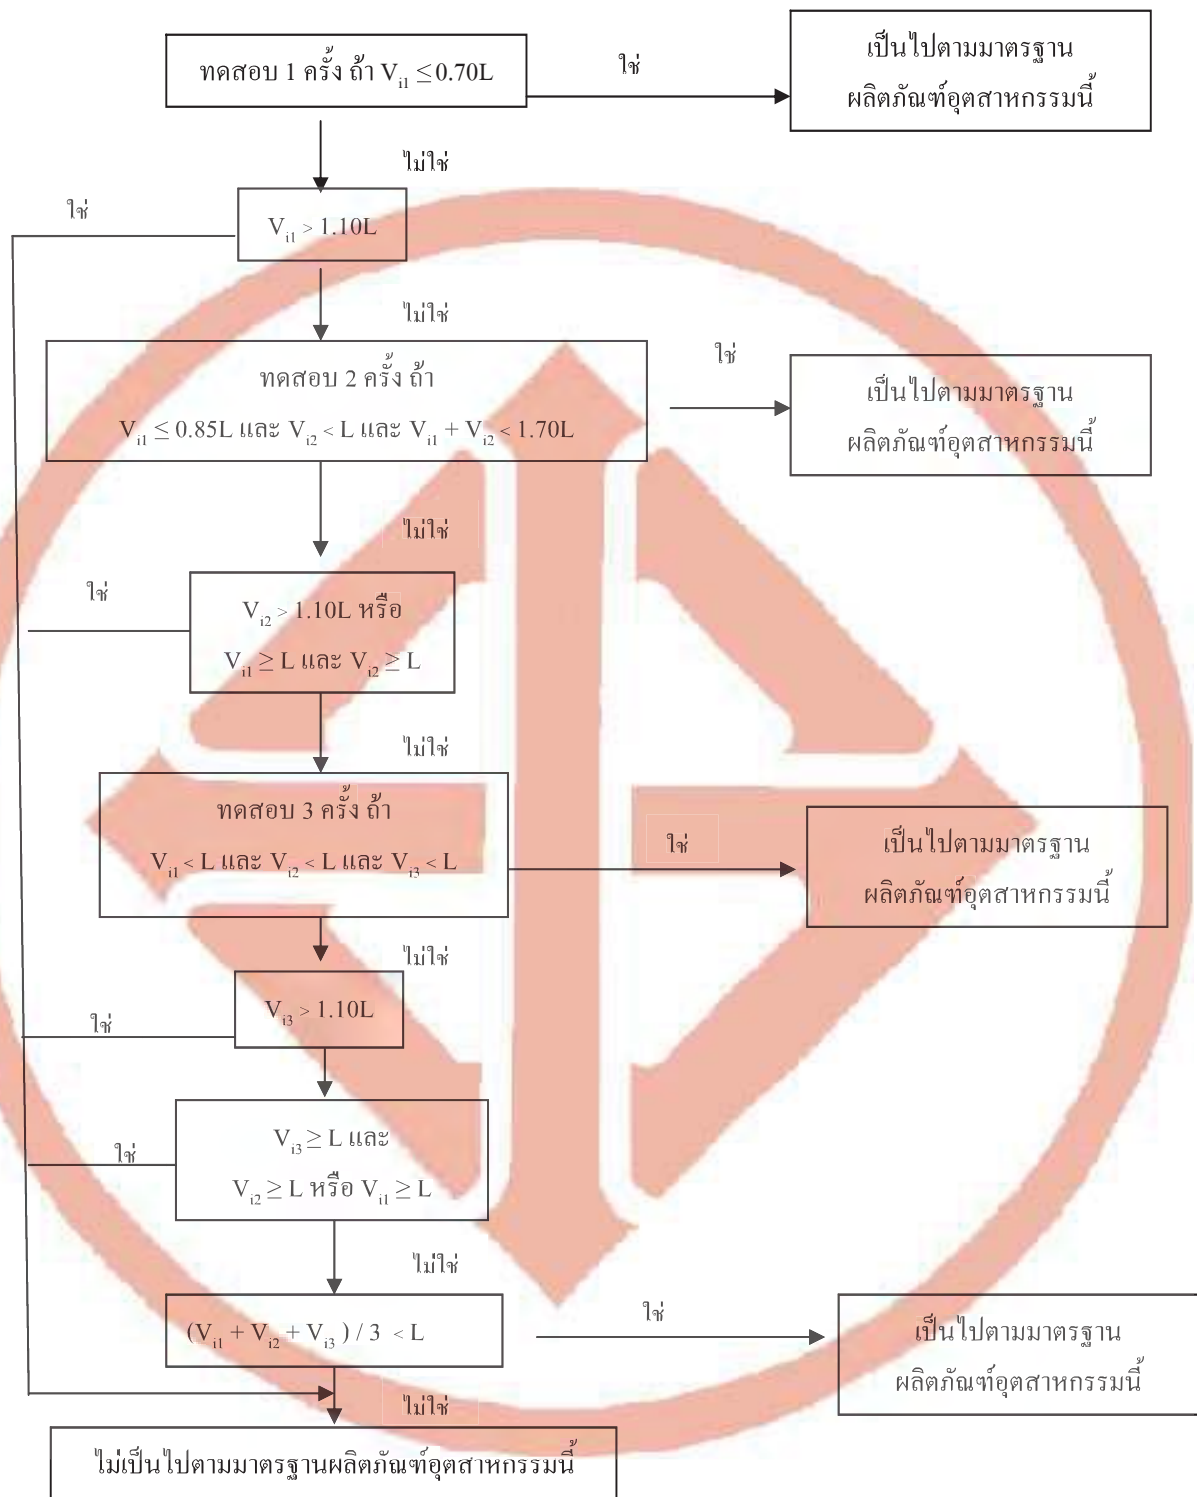 ทดสอบ 1 ครั้ง ถ้า Vi1 ≤ 0.70L
ใช่
เป็นไปตามมาตรฐาน
ผลิตภัณฑ์อุตสาหกรรมนี้
ไม่ใช่
ใช่
Vi1 > 1.10L
ไม่ใช่
ทดสอบ 2 ครั้ง ถ้า
Vi1 ≤ 0.85L และ Vi2 < L และ Vi1 + Vi2 < 1.70L
ใช่
เป็นไปตามมาตรฐาน
ผลิตภัณฑ์อุตสาหกรรมนี้
ไม่ใช่
ใช่
Vi2 > 1.10L หรือ
Vi1 ≥ L และ Vi2 ≥ L
ไม่ใช่
ทดสอบ 3 ครั้ง ถ้า
Vi1 < L และ Vi2 < L และ Vi3 < L
ใช่
เป็นไปตามมาตรฐาน
ผลิตภัณฑ์อุตสาหกรรมนี้
ไม่ใช่
Vi3 > 1.10L
ใช่
Vi3 ≥ L และ
Vi2 ≥ L หรือ Vi1 ≥ L
ใช่
ไม่ใช่
(Vi1 + Vi2 + Vi3 ) / 3 < L
ใช่
เป็นไปตามมาตรฐาน
ผลิตภัณฑ์อุตสาหกรรมนี้
ไม่ใช่
ไม่เป็นไปตามมาตรฐานผลิตภัณฑ์อุตสาหกรรมนี้